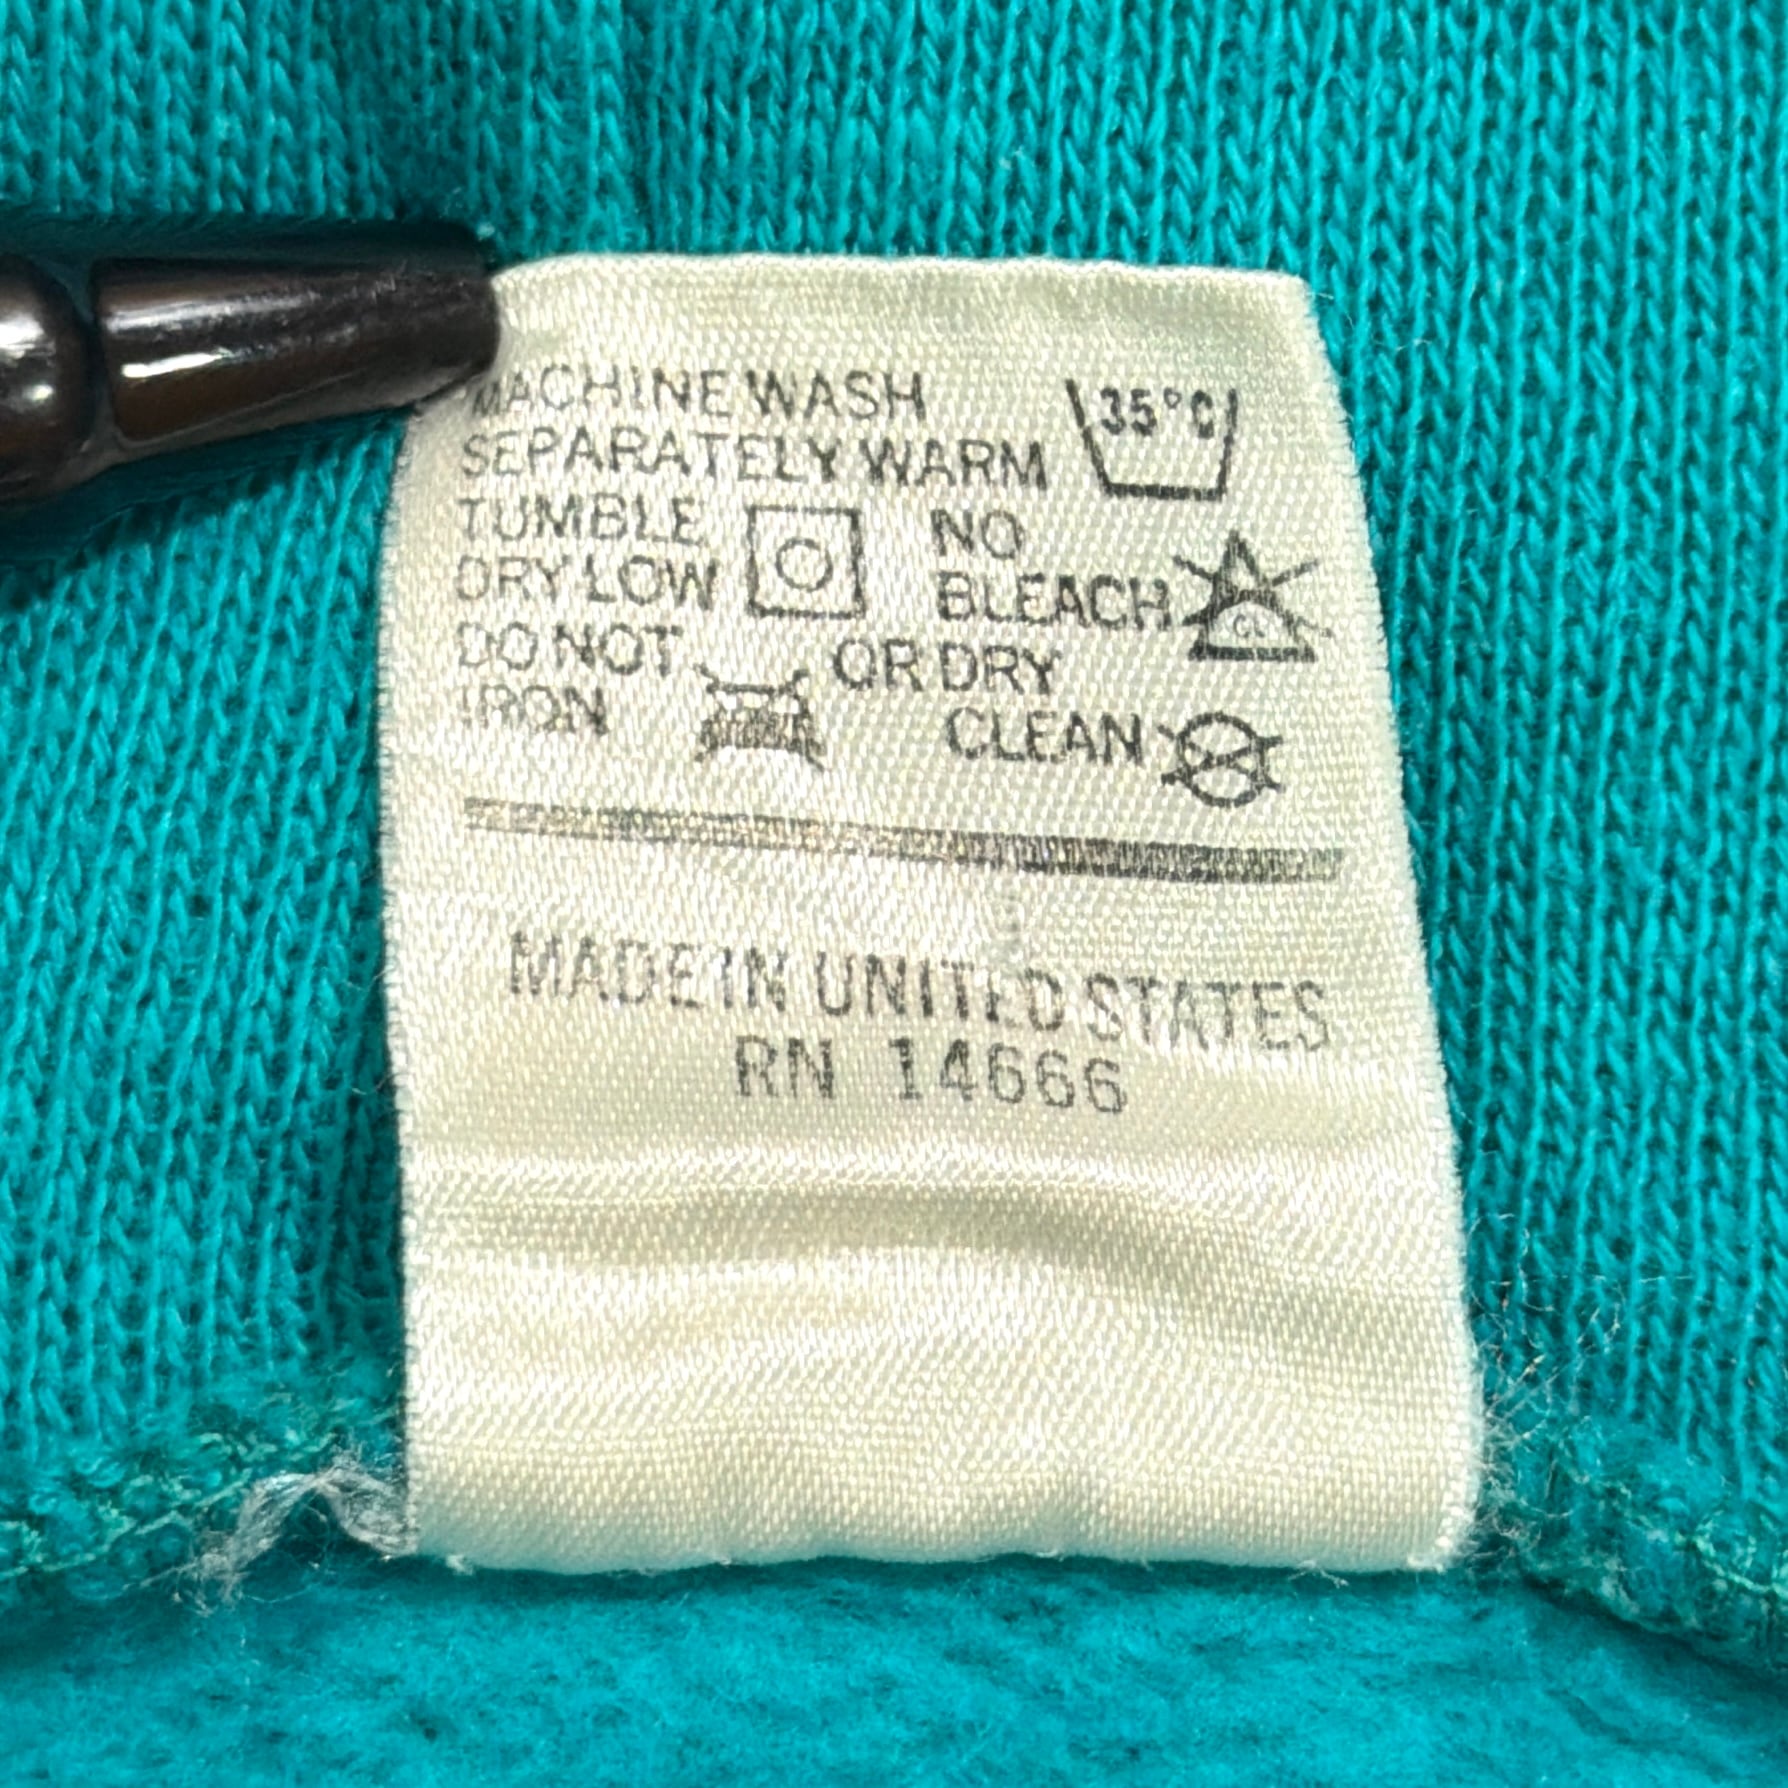 MACHINE WASH 35°C
SEPARATELY WARM
TUMBLE NO
DRY LOW BLEACH CL
DO NOT OR DRY
IRON CLEAN
MADE IN UNITED STATES
RN 14666